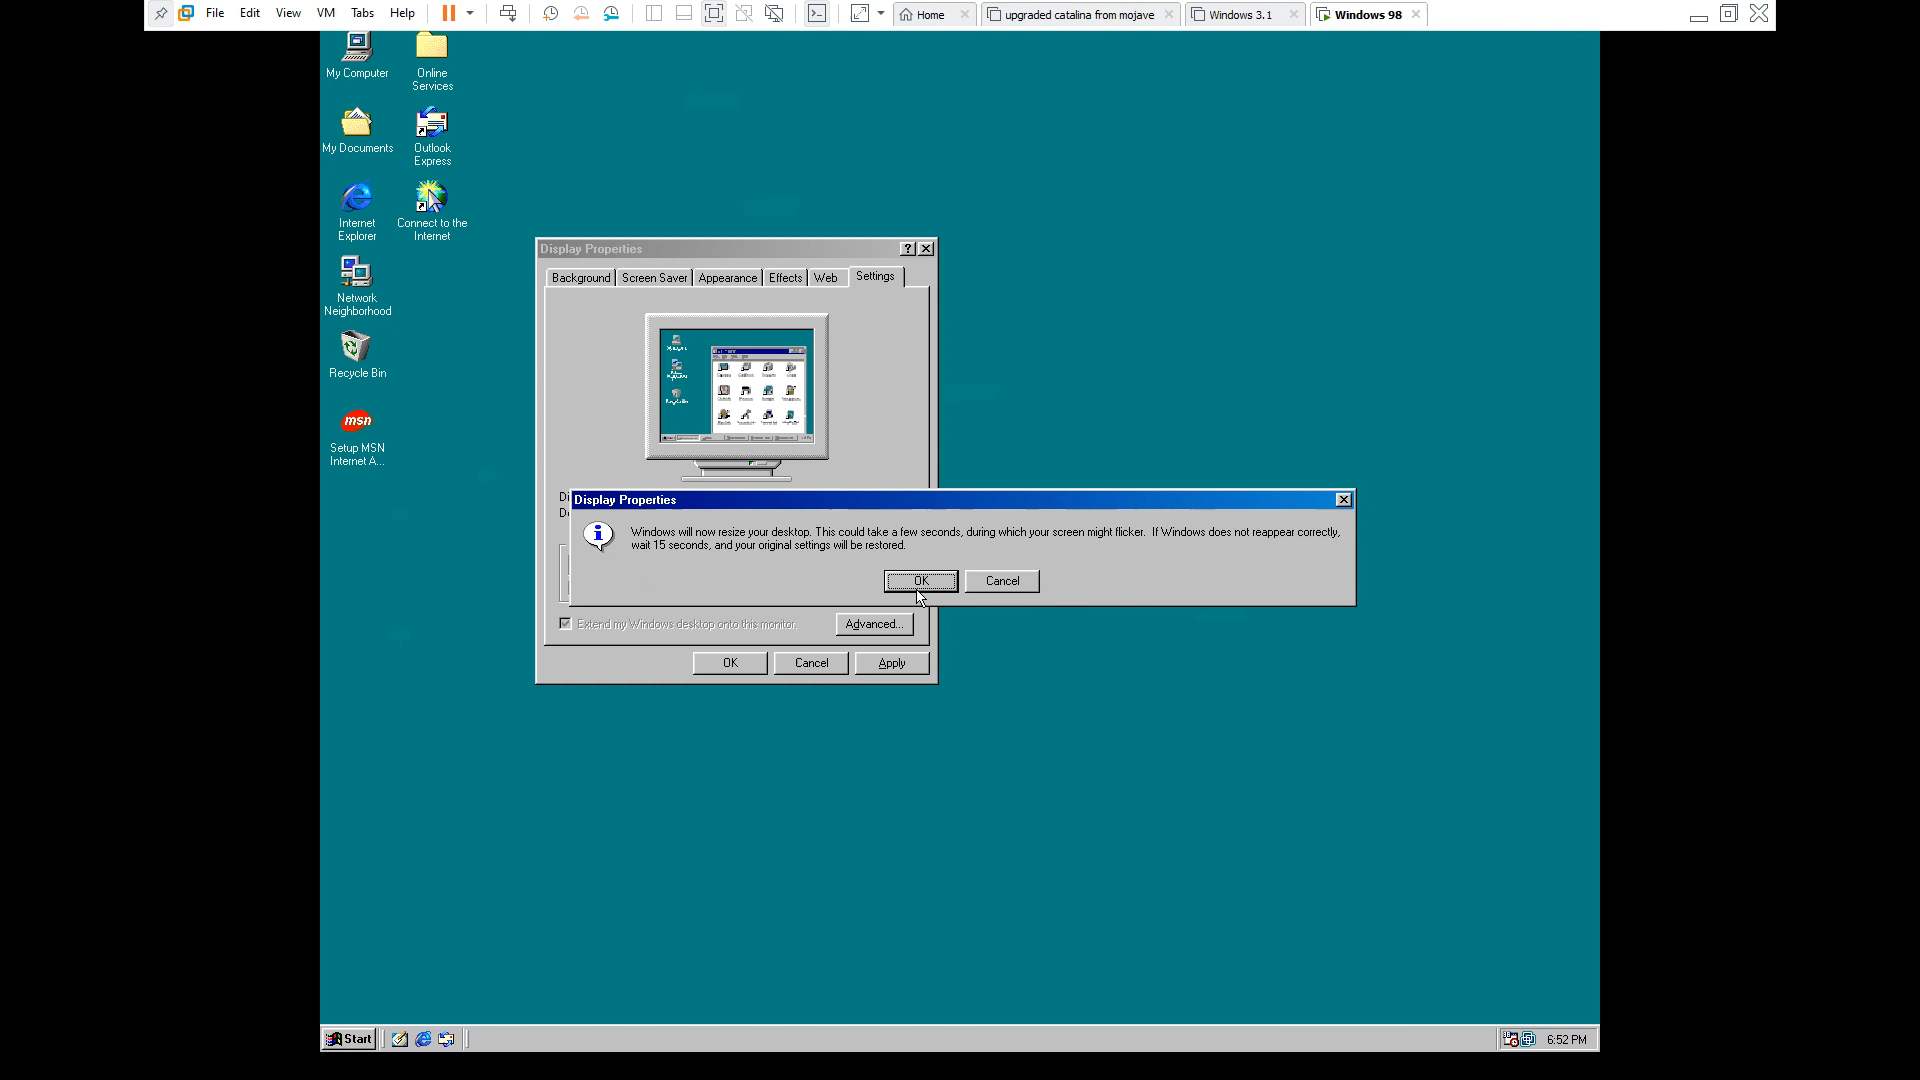 File Edit View VM Tabs Help Home upgraded catalina from mojave Windows 3.1 Windows 98
My Computer
Online
Services
My Documents
Outlook
Express
Internet
Explorer
Connect to the
Internet
Network
Neighborhood
Recycle Bin
msn
Setup MSN
Internet A...
Display Properties
Background Screen Saver Appearance Effects Web Settings
Display Properties
Windows will now resize your desktop. This could take a few seconds, during which your screen might flicker. If Windows does not reappear correctly,
wait 15 seconds, and your original settings will be restored.
OK Cancel
Extend my Windows desktop onto this monitor.
Advanced...
OK Cancel Apply
Start
6:52 PM